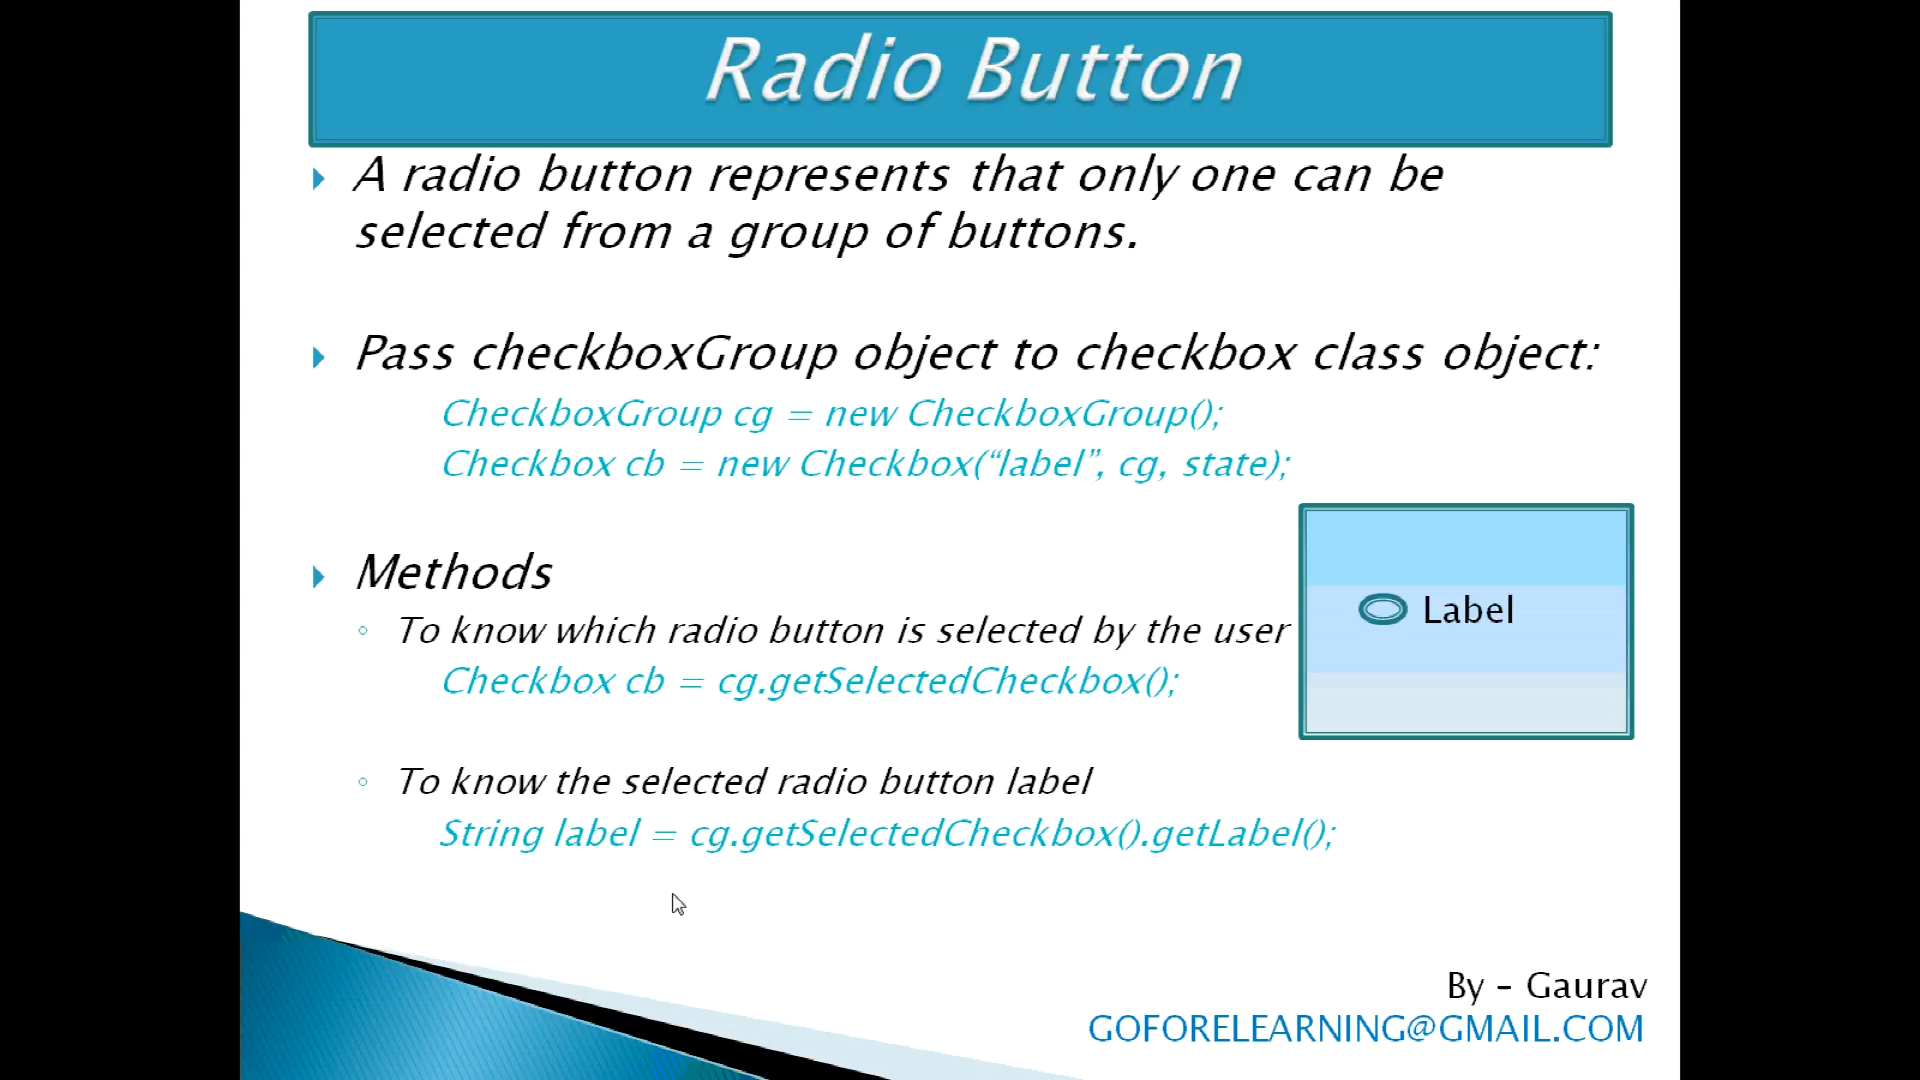 Radio Button
A radio button represents that only one can be
selected from a group of buttons.
Pass checkboxGroup object to checkbox class object:
CheckboxGroup cg = new CheckboxGroup();
Checkbox cb = new Checkbox(“label”, cg, state);
Methods
To know which radio button is selected by the user
Checkbox cb = cg.getSelectedCheckbox();
Label
To know the selected radio button label
String label = cg.getSelectedCheckbox().getLabel();
By - Gaurav
GOFORELEARNING@GMAIL.COM